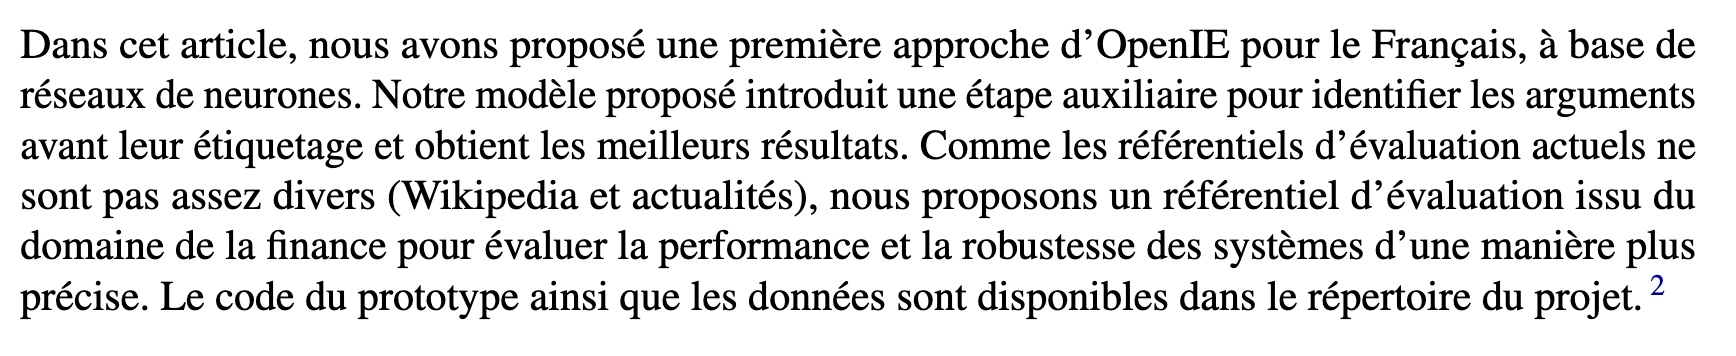 Dans cet article, nous avons proposé une première approche d’OpenIE pour le Français, à base de
réseaux de neurones. Notre modèle proposé introduit une étape auxiliaire pour identifier les arguments
avant leur étiquetage et obtient les meilleurs résultats. Comme les référentiels d’évaluation actuels ne
sont pas assez divers (Wikipedia et actualités), nous proposons un référentiel d’évaluation issu du
domaine de la finance pour évaluer la performance et la robustesse des systèmes d’une manière plus
précise. Le code du prototype ainsi que les données sont disponibles dans le répertoire du projet. 2